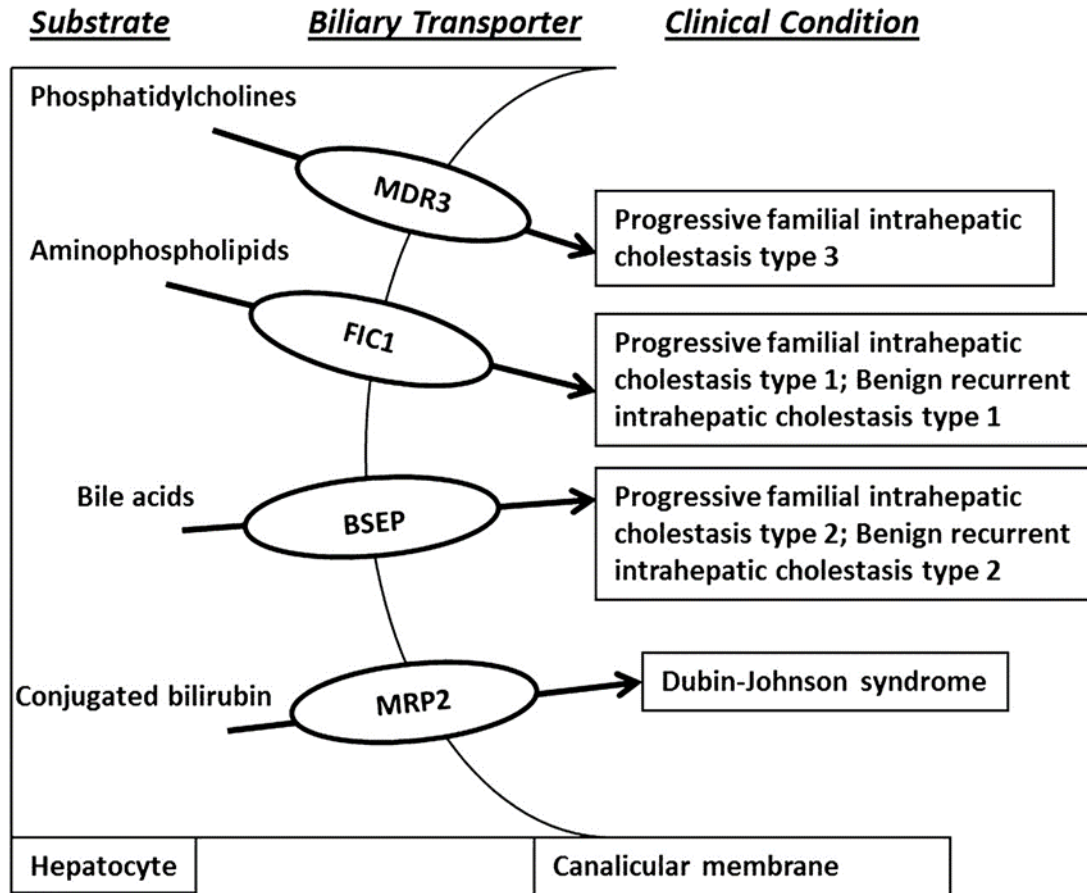 Substrate Biliary Transporter Clinical Condition
Phosphatidylcholines
MDR3
Progressive familial intrahepatic
cholestasis type 3
Aminophospholipids
FIC1
Progressive familial intrahepatic
cholestasis type 1; Benign recurrent
intrahepatic cholestasis type 1
Bile acids
BSEP
Progressive familial intrahepatic
cholestasis type 2; Benign recurrent
intrahepatic cholestasis type 2
Conjugated bilirubin
MRP2
Dubin-Johnson syndrome
Hepatocyte
Canalicular membrane